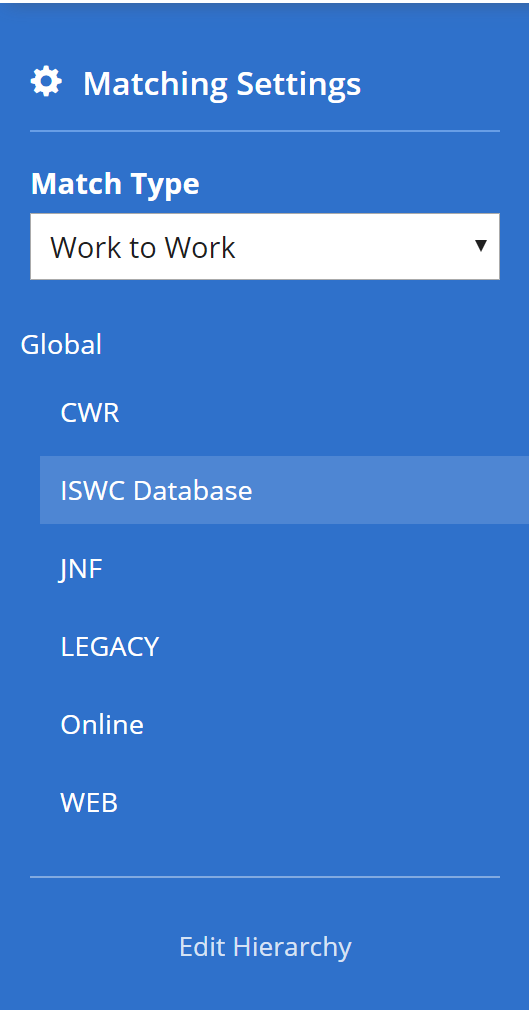 Matching Settings
Match Type
Work to Work
Global
CWR
ISWC Database
JNF
LEGACY
Online
WEB
Edit Hierarchy